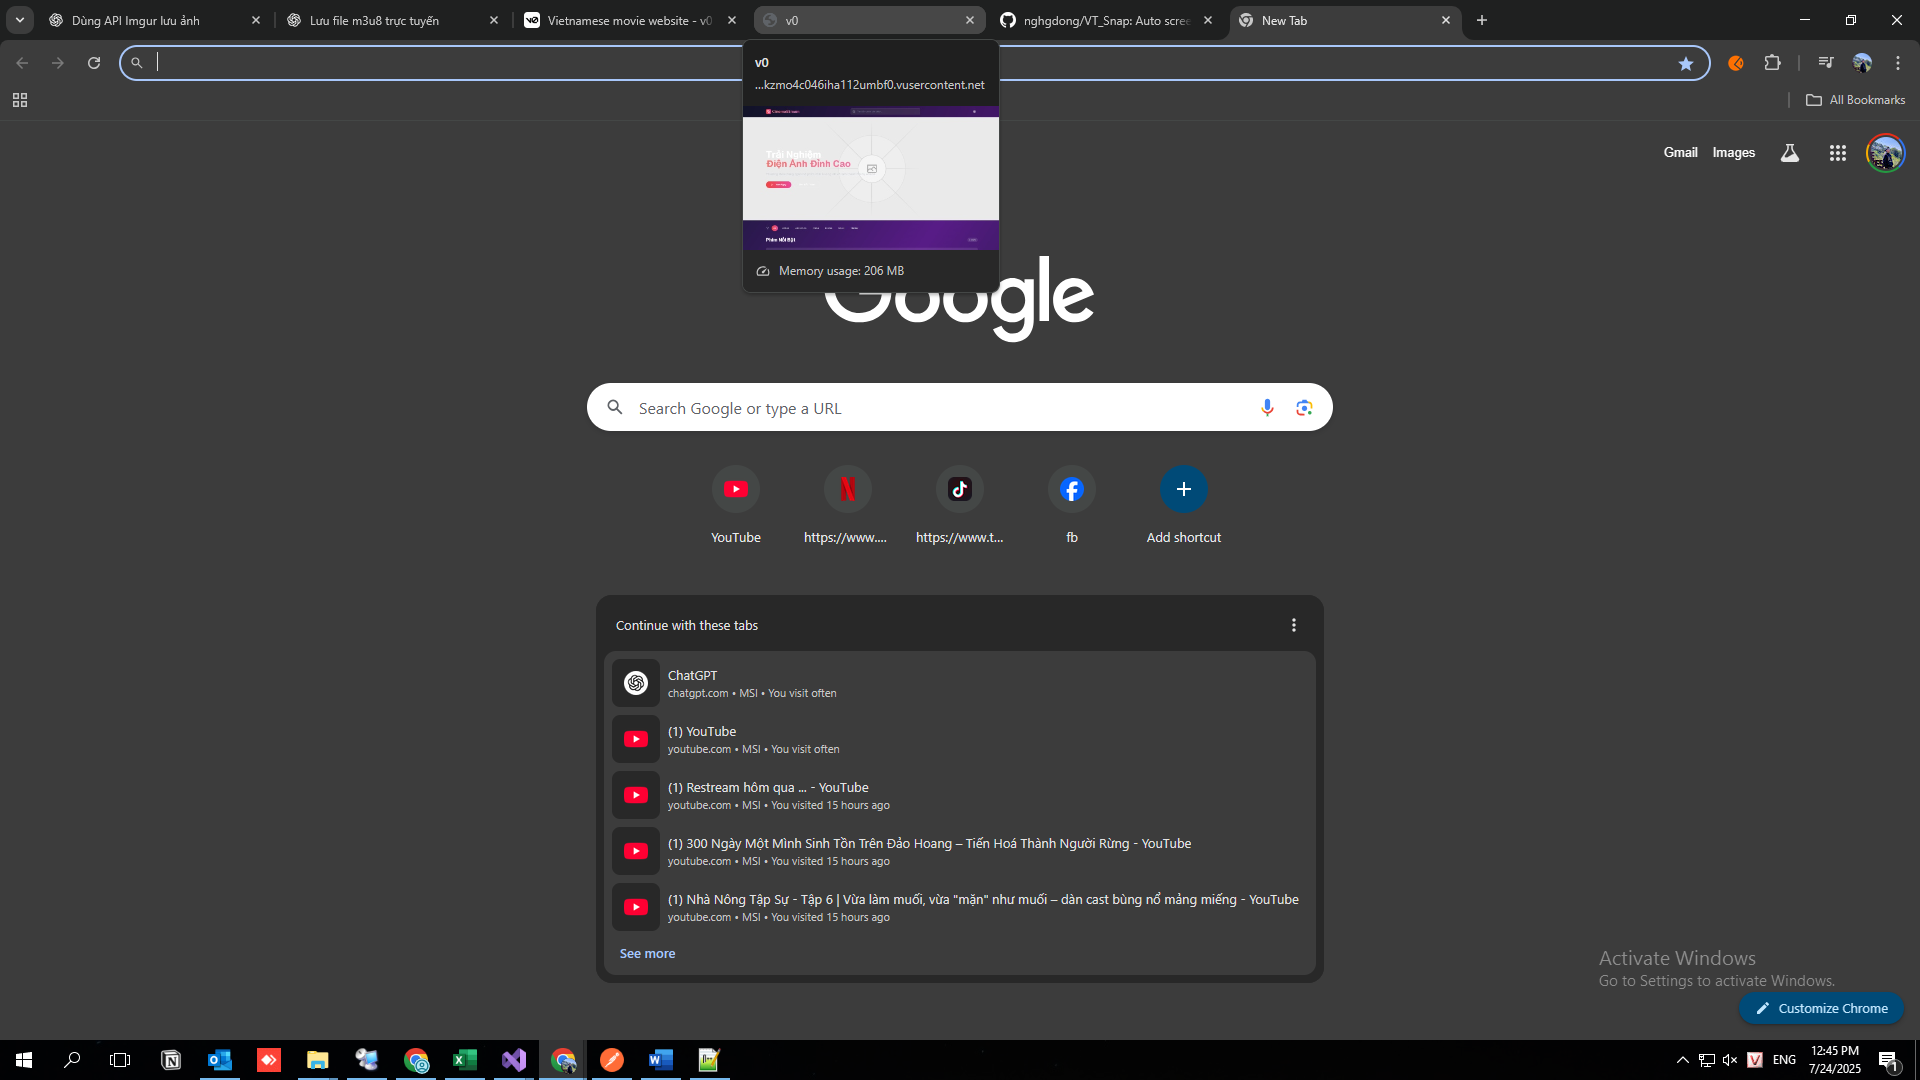 Dùng API Imgur lưu ảnh
Lưu file m3u8 trực tuyến
Vietnamese movie website - v0
v0
nghgdong/VT_Snap: Auto scree
New Tab
v0
...kzmo4c046iha112umbf0.vusercontent.net
All Bookmarks
Gmail
Images
Trải Nghiệm
Điện Ảnh Đỉnh Cao
Phim Nổi Bật
Memory usage: 206 MB
Google
Search Google or type a URL
YouTube
https://www....
https://www.t...
fb
Add shortcut
Continue with these tabs
ChatGPT
chatgpt.com • MSI • You visit often
(1) YouTube
youtube.com • MSI • You visit often
(1) Restream hôm qua ... - YouTube
youtube.com • MSI • You visited 15 hours ago
(1) 300 Ngày Một Mình Sinh Tồn Trên Đảo Hoang – Tiến Hoá Thành Người Rừng - YouTube
youtube.com • MSI • You visited 15 hours ago
(1) Nhà Nông Tập Sự - Tập 6 | Vừa làm muối, vừa "mặn" như muối – dàn cast bùng nổ mảng miếng - YouTube
youtube.com • MSI • You visited 15 hours ago
See more
Activate Windows
Go to Settings to activate Windows.
Customize Chrome
ENG
12:45 PM
7/24/2025
1